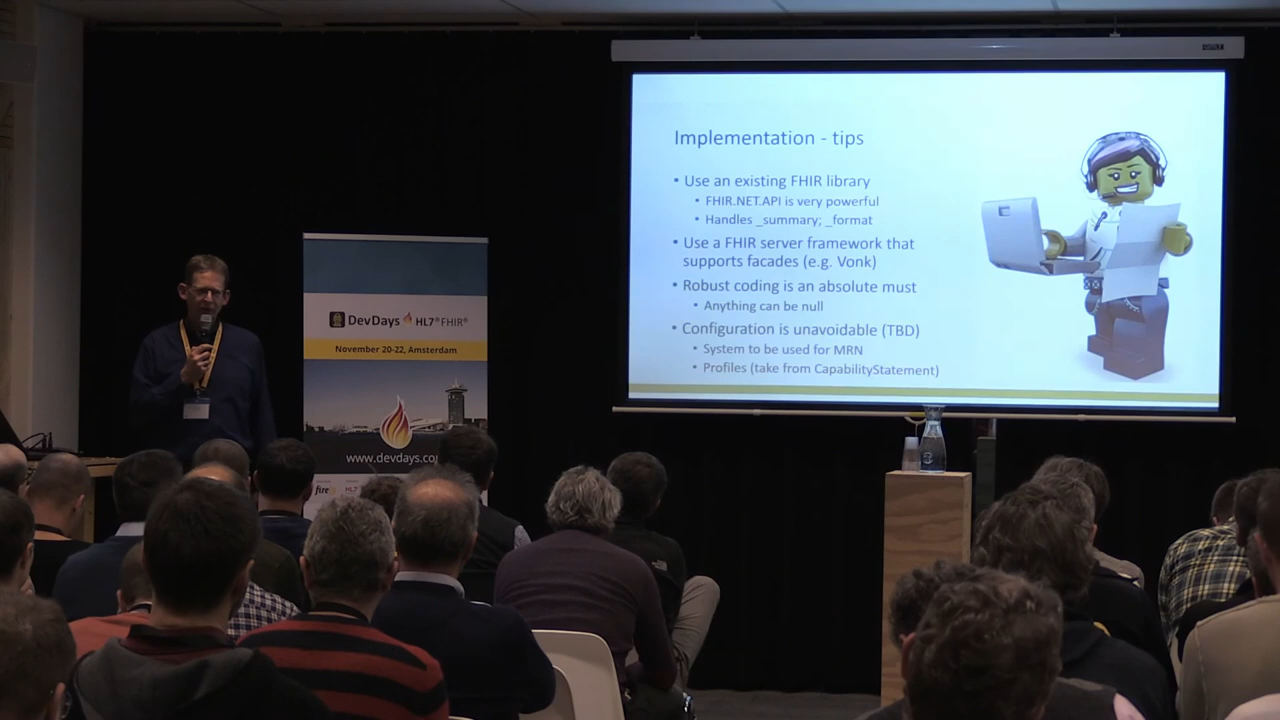 Implementation - tips
• Use an existing FHIR library
• FHIR.NET.API is very powerful
• Handles _summary; _format
• Use a FHIR server framework that
supports facades (e.g. Vonk)
• Robust coding is an absolute must
• Anything can be null
• Configuration is unavoidable (TBD)
• System to be used for MRN
• Profiles (take from CapabilityStatement)
DevDays HL7® FHIR®
November 20-22, Amsterdam
www.devdays.co
fire
HL7